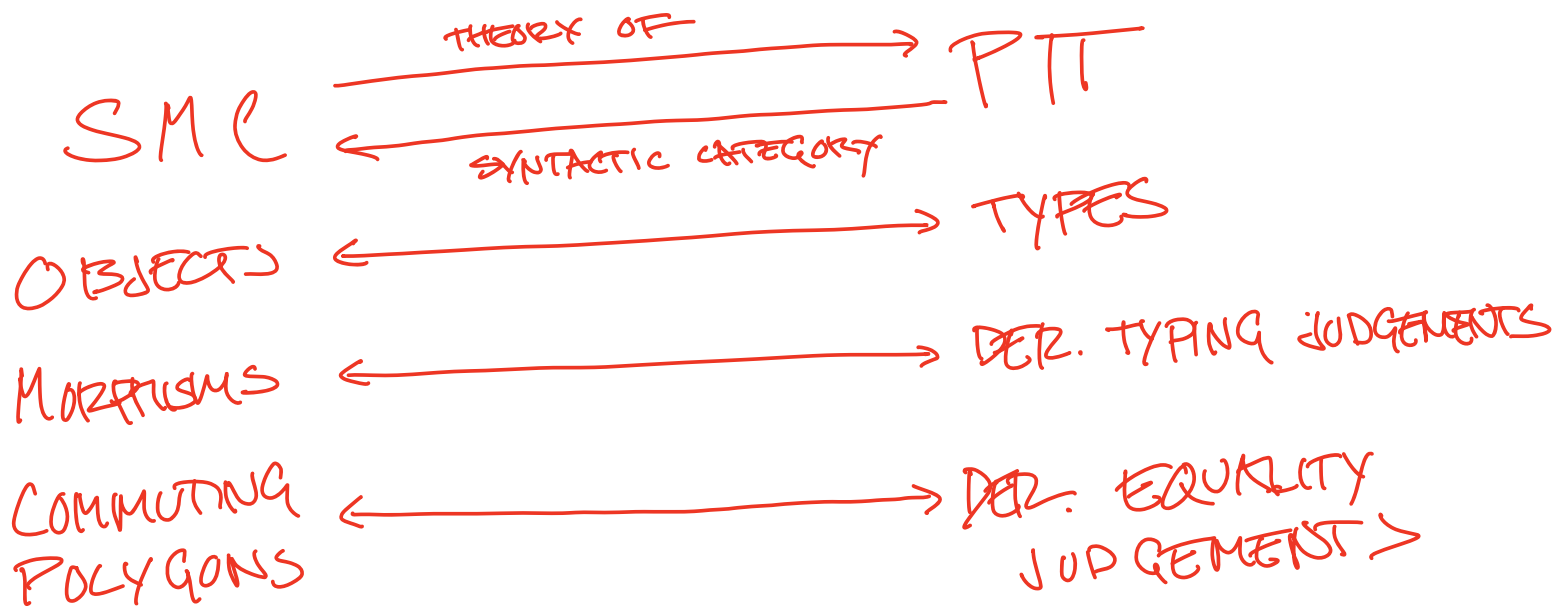 THEORY OF
SMC
PTT
SYNTACTIC CATEGORY
OBJECTS
TYPES
MORPHISMS
DER. TYPING JUDGEMENTS
COMMUTING
POLYGONS
DER. EQUALITY
JUDGEMENTS